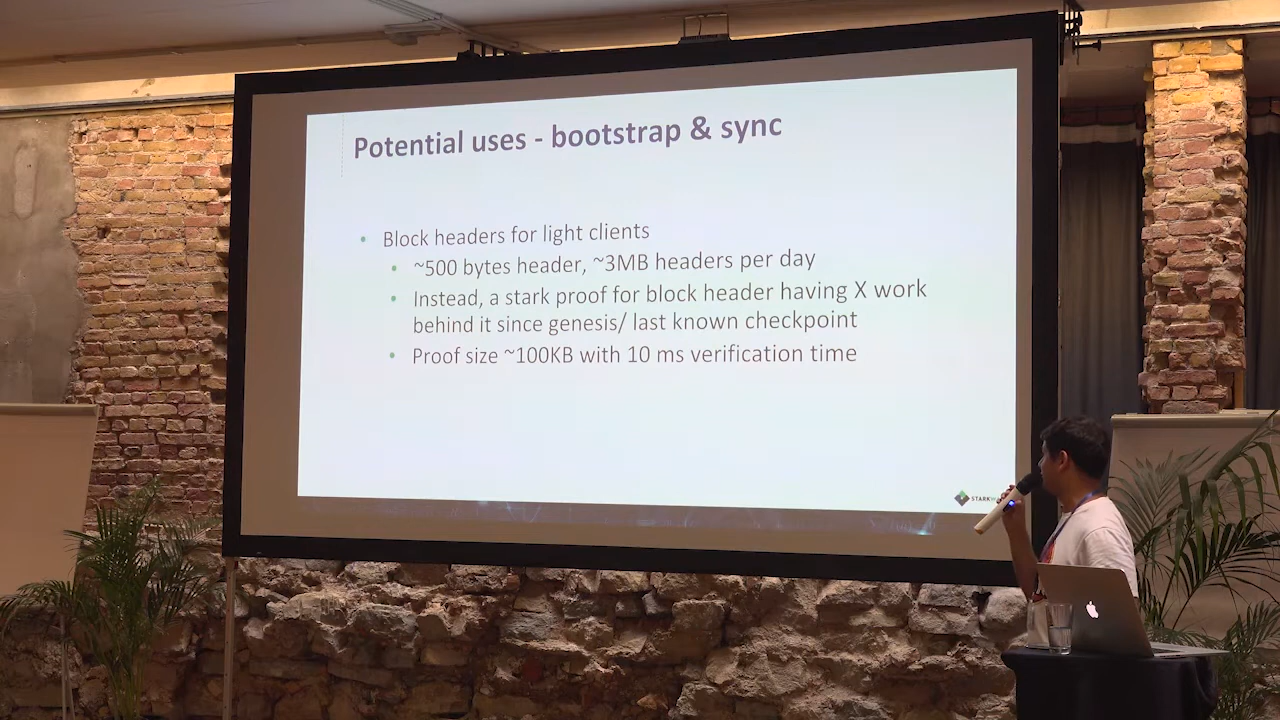 Potential uses - bootstrap & sync
• Block headers for light clients
• ~500 bytes header, ~3MB headers per day
• Instead, a stark proof for block header having X work
behind it since genesis/ last known checkpoint
• Proof size ~100KB with 10 ms verification time